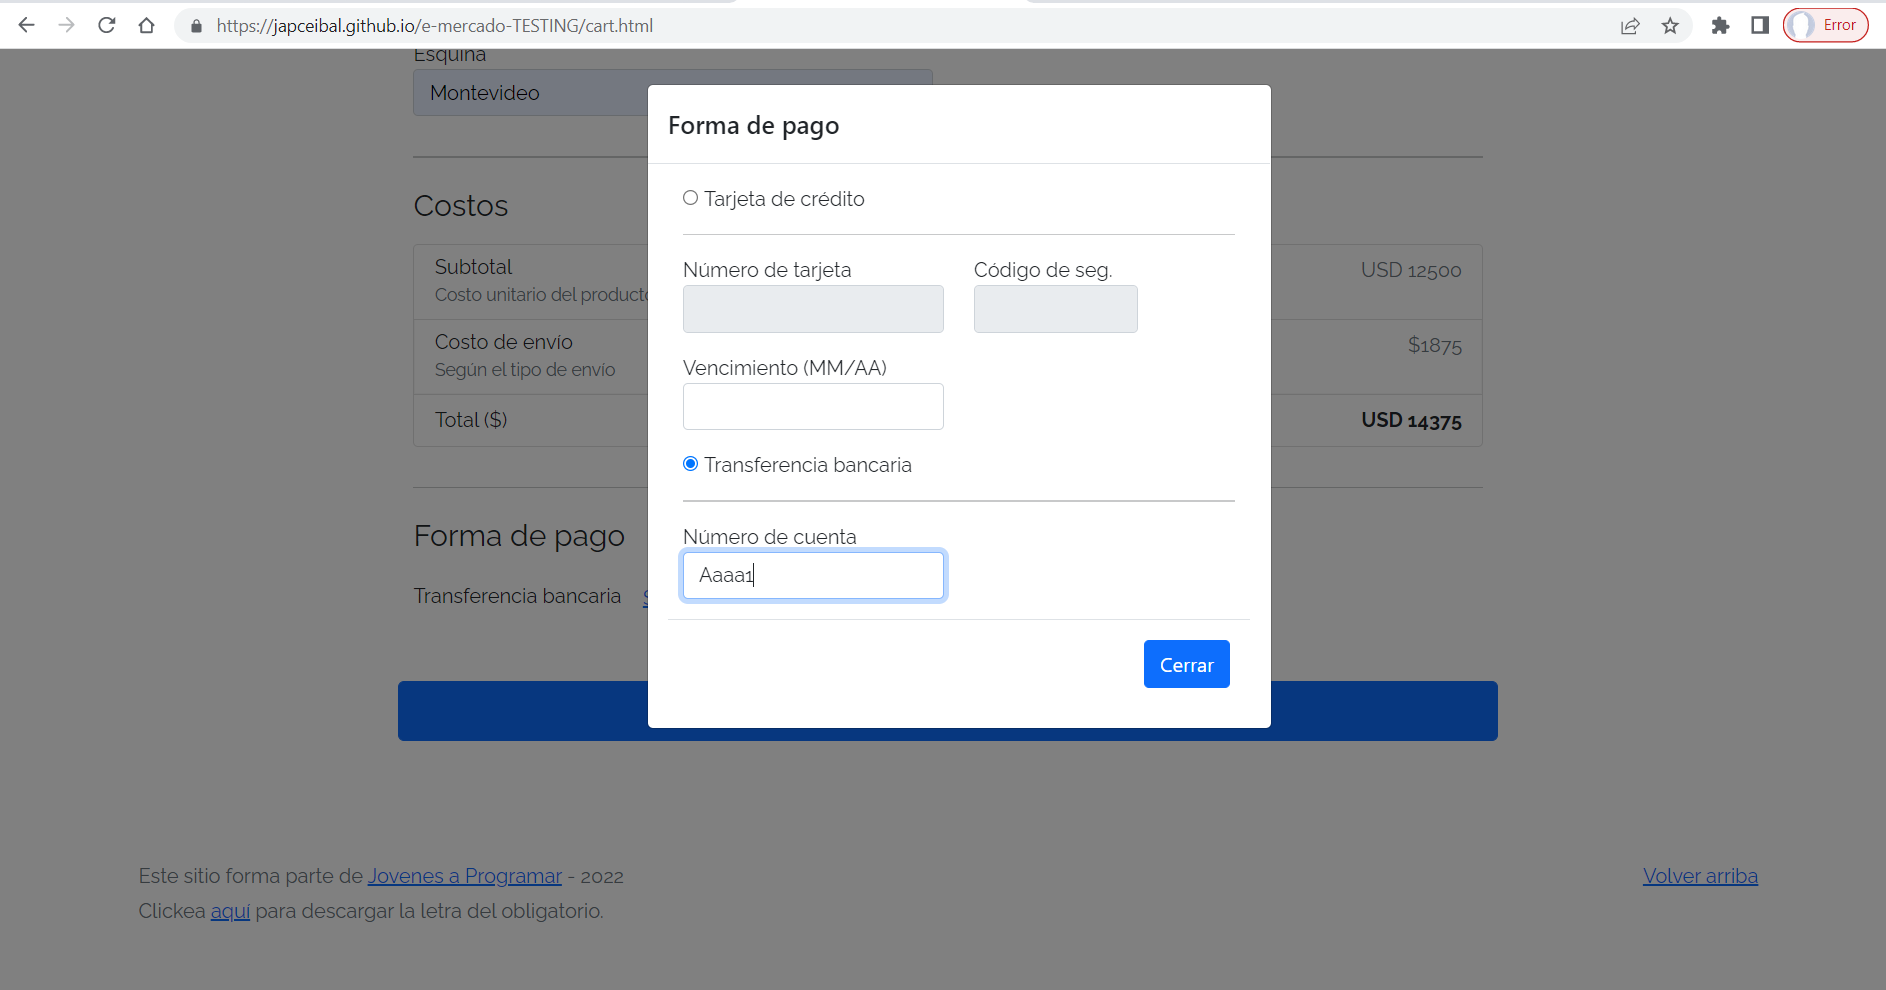 https://japceibal.github.io/e-mercado-TESTING/cart.html
Error
Esquina
Montevideo
Costos
Subtotal
Costo unitario del producto
USD 12500
Costo de envío
Según el tipo de envío
$1875
Total ($)
USD 14375
Forma de pago
Transferencia bancaria
Forma de pago
Tarjeta de crédito
Número de tarjeta
Código de seg.
Vencimiento (MM/AA)
Transferencia bancaria
Número de cuenta
Aaaa1
Cerrar
Este sitio forma parte de Jovenes a Programar - 2022
Volver arriba
Clickea aquí para descargar la letra del obligatorio.